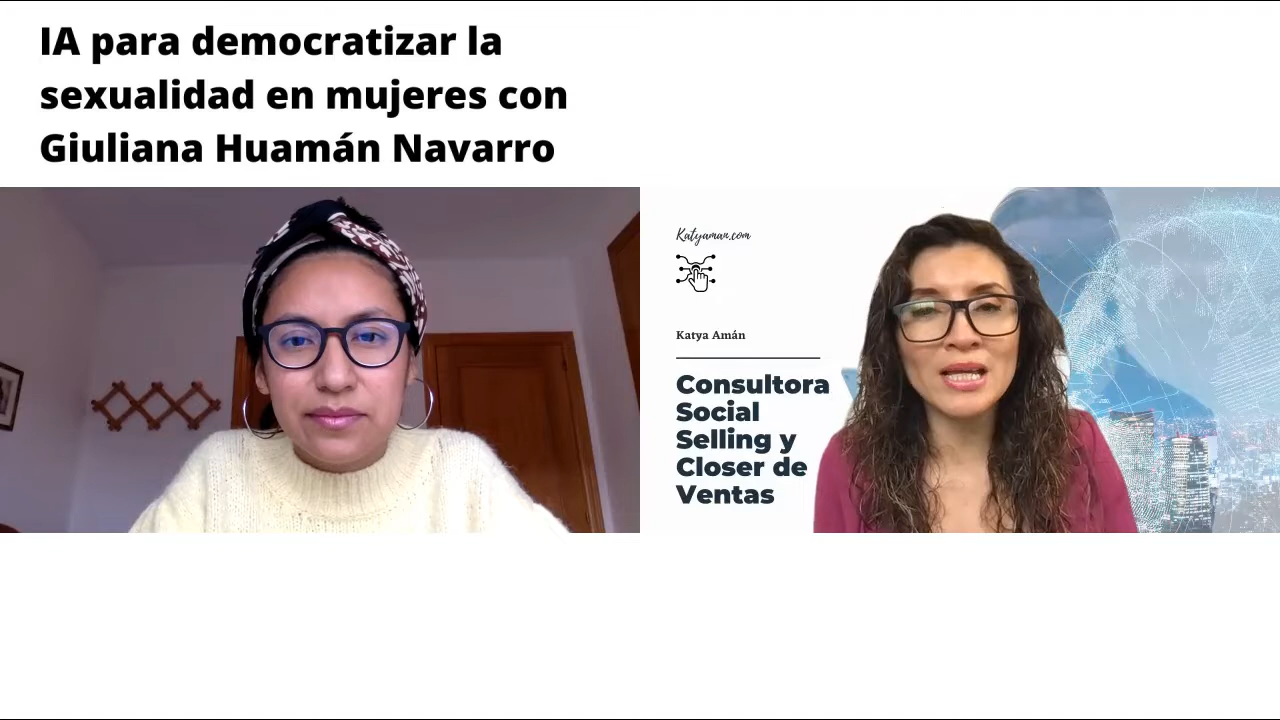 IA para democratizar la
sexualidad en mujeres con
Giuliana Huamán Navarro
Katyaman.com
Katya Amán
Consultora
Social
Selling y
Closer de
Ventas